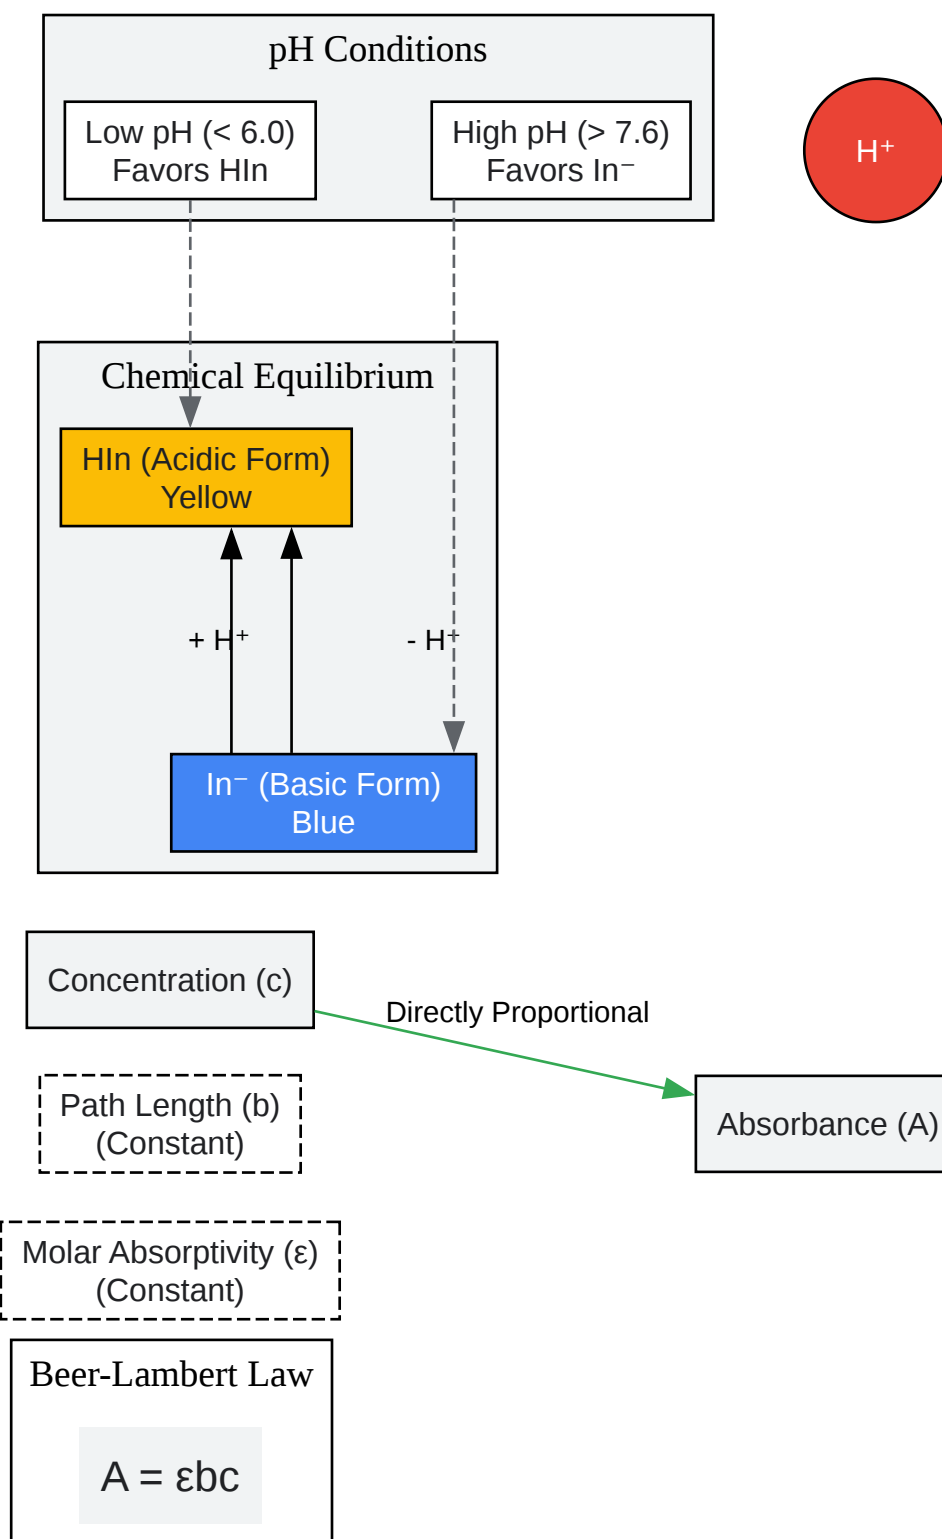 pH Conditions
Low pH (< 6.0)
Favors HIn
High pH (> 7.6)
Favors In⁻
H⁺
Chemical Equilibrium
HIn (Acidic Form)
Yellow
+ H⁺
- H⁺
In⁻ (Basic Form)
Blue
Concentration (c)
Directly Proportional
Path Length (b)
(Constant)
Absorbance (A)
Molar Absorptivity (ε)
(Constant)
Beer-Lambert Law
A = εbc